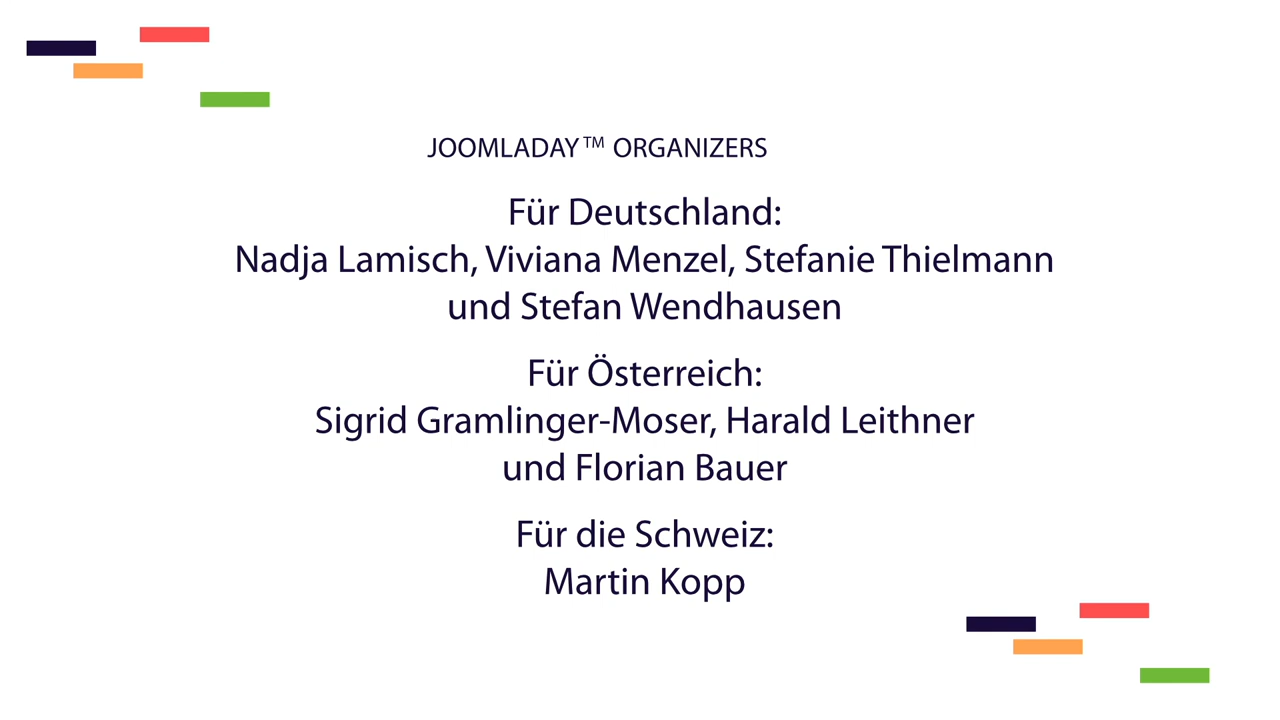 JOOMLADAY™ ORGANIZERS
Für Deutschland:
Nadja Lamisch, Viviana Menzel, Stefanie Thielmann
und Stefan Wendhausen
Für Österreich:
Sigrid Gramlinger-Moser, Harald Leithner
und Florian Bauer
Für die Schweiz:
Martin Kopp